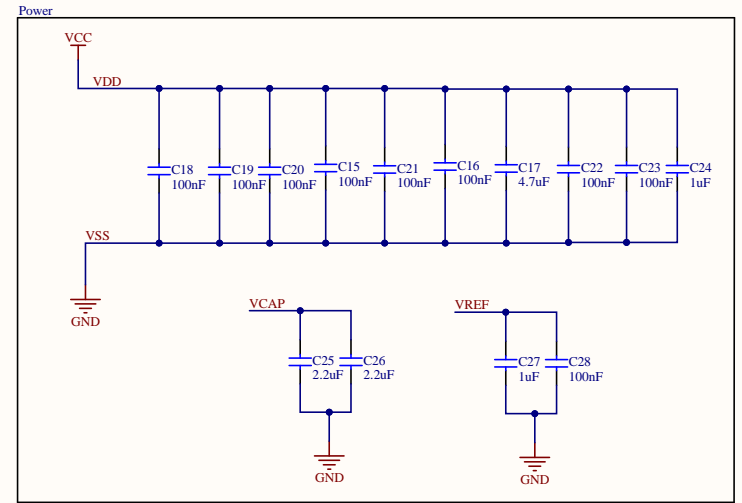 Power
VCC
VDD
C18
100nF
C19
100nF
C20
100nF
C15
100nF
C21
100nF
C16
100nF
C17
4.7uF
C22
100nF
C23
100nF
C24
1uF
VSS
GND
VCAP
C25
2.2uF
C26
2.2uF
GND
VREF
C27
1uF
C28
100nF
GND